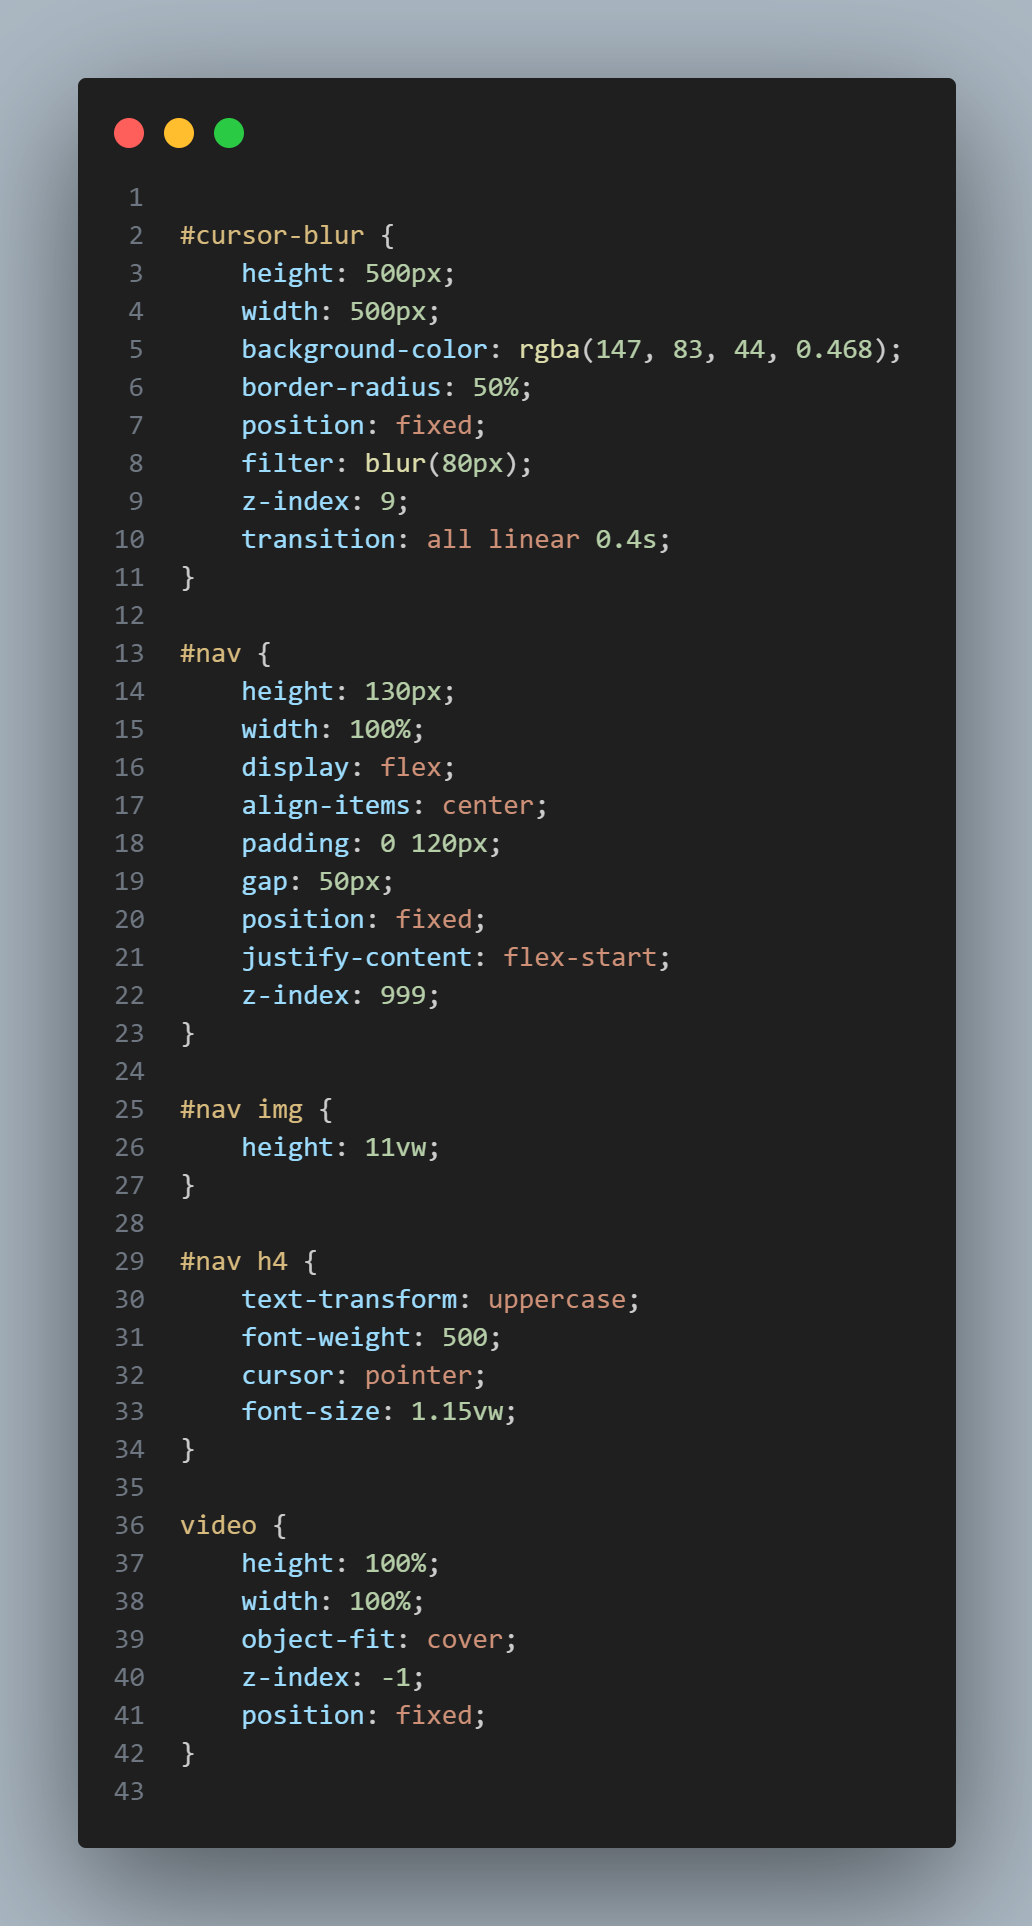 1
2 #cursor-blur {
3     height: 500px;
4     width: 500px;
5     background-color: rgba(147, 83, 44, 0.468);
6     border-radius: 50%;
7     position: fixed;
8     filter: blur(80px);
9     z-index: 9;
10     transition: all linear 0.4s;
11 }
12
13 #nav {
14     height: 130px;
15     width: 100%;
16     display: flex;
17     align-items: center;
18     padding: 0 120px;
19     gap: 50px;
20     position: fixed;
21     justify-content: flex-start;
22     z-index: 999;
23 }
24
25 #nav img {
26     height: 11vw;
27 }
28
29 #nav h4 {
30     text-transform: uppercase;
31     font-weight: 500;
32     cursor: pointer;
33     font-size: 1.15vw;
34 }
35
36 video {
37     height: 100%;
38     width: 100%;
39     object-fit: cover;
40     z-index: -1;
41     position: fixed;
42 }
43